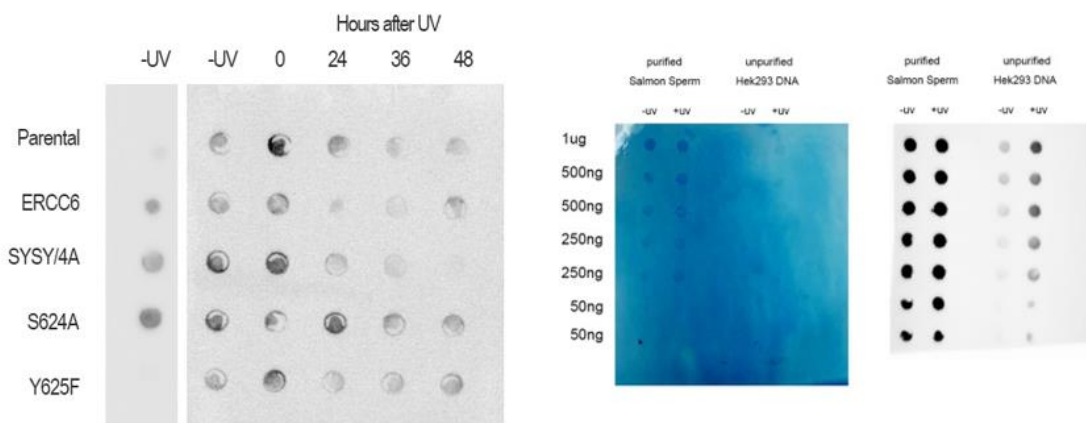 Hours after UV
-UV -UV 0 24 36 48
Parental
ERCC6
SYSY/4A
S624A
Y625F
purified unpurified
Salmon Sperm Hek293 DNA
-uv +uv -uv +uv
1ug
500ng
500ng
250ng
250ng
50ng
50ng
purified unpurified
Salmon Sperm Hek293 DNA
-uv +uv -uv +uv